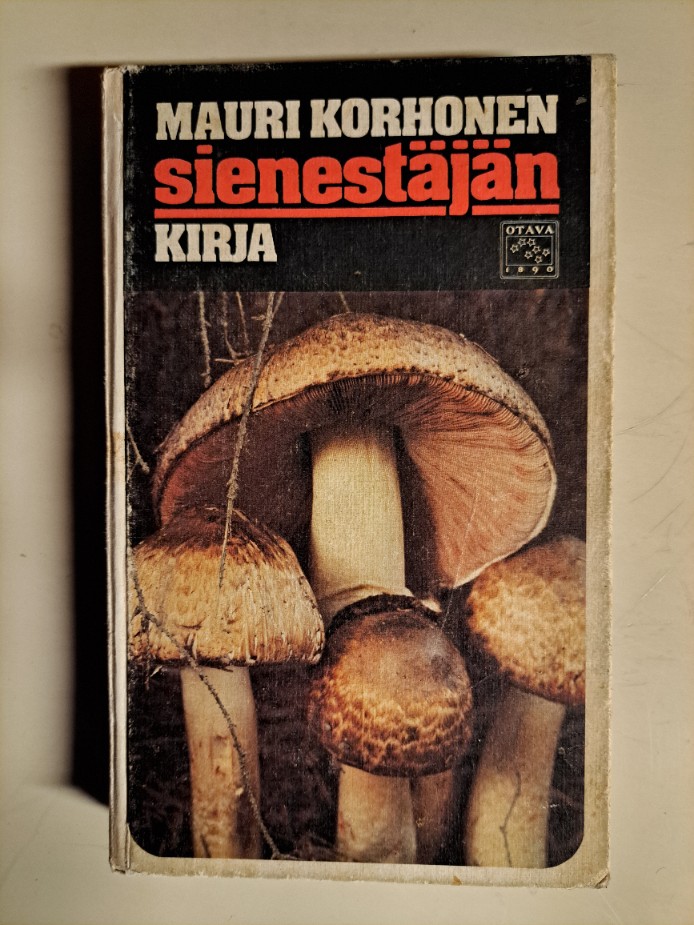 MAURI KORHONEN
sienestäjän
KIRJA
OTAVA
1890